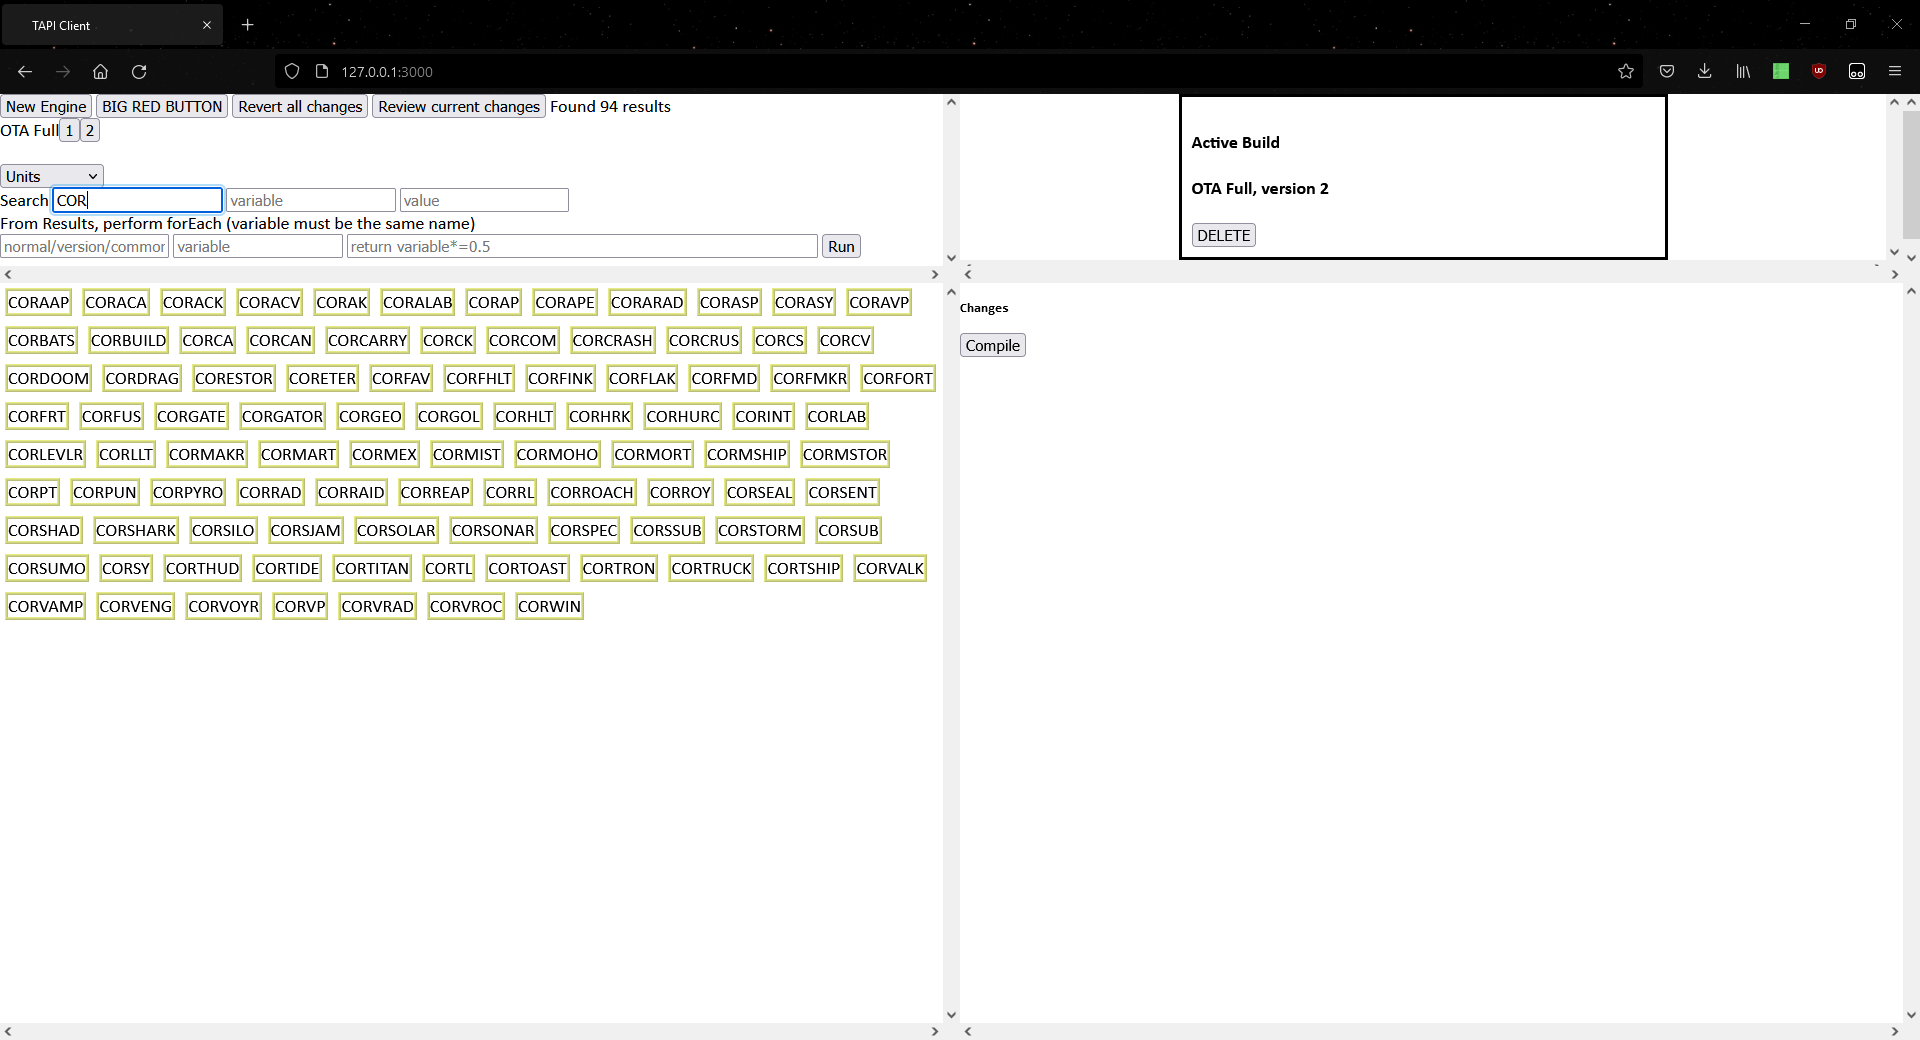 TAPI Client
127.0.0.1:3000
New Engine BIG RED BUTTON Revert all changes Review current changes Found 94 results
OTA Full 1 2
Units
Search COR variable value
From Results, perform forEach (variable must be the same name)
normal/version/common variable return variable*=0.5 Run
Active Build
OTA Full, version 2
DELETE
CORAAP CORACA CORACK CORACV CORAK CORALAB CORAP CORAPE CORARAD CORASP CORASY CORAVP
CORBATS CORBUILD CORCA CORCAN CORCARRY CORCK CORCOM CORCRASH CORCRUS CORCS CORCV
CORDOOM CORDRAG CORESTOR CORETER CORFAV CORFHLT CORFINK CORFLAK CORFMD CORFMKR CORFORT
CORFRT CORFUS CORGATE CORGATOR CORGEO CORGOL CORHLT CORHRK CORHURC CORINT CORLAB
CORLEVLR CORLLT CORMAKR CORMART CORMEX CORMIST CORMOHO CORMORT CORMSHIP CORMSTOR
CORPT CORPUN CORPYRO CORRAD CORRAID CORREAP CORRL CORROACH CORROY CORSEAL CORSENT
CORSHAD CORSHARK CORSILO CORSJAM CORSOLAR CORSONAR CORSPEC CORSSUB CORSTORM CORSUB
CORSUMO CORSY CORTHUD CORTIDE CORTITAN CORTL CORTOAST CORTRON CORTRUCK CORTSHIP CORVALK
CORVAMP CORVENG CORVOYR CORVP CORVRAD CORVROC CORWIN
Changes
Compile